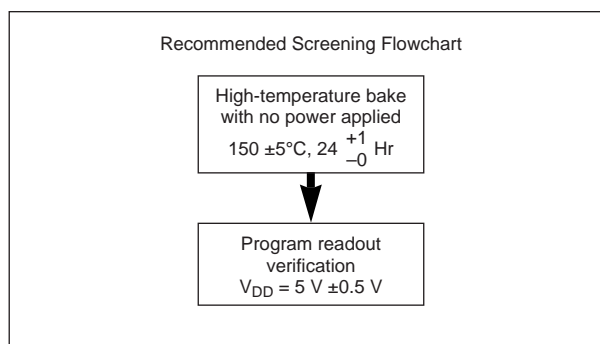 Recommended Screening Flowchart
High-temperature bake
with no power applied
150 ±5°C, 24 +1 –0 Hr
Program readout
verification
VDD = 5 V ±0.5 V